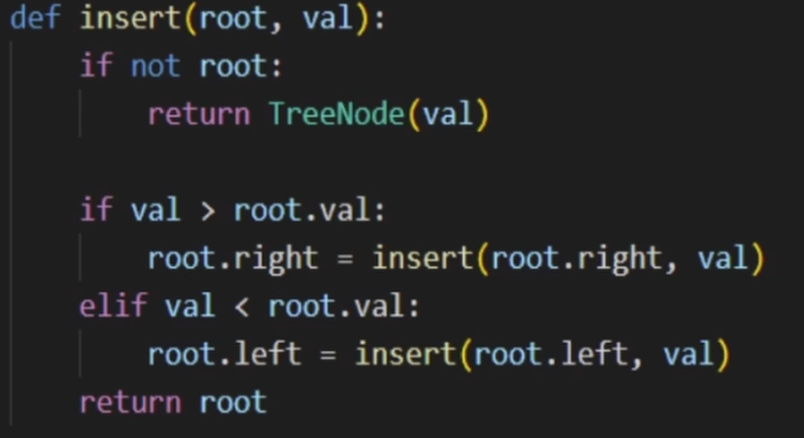 def insert(root, val):
    if not root:
        return TreeNode(val)

    if val > root.val:
        root.right = insert(root.right, val)
    elif val < root.val:
        root.left = insert(root.left, val)
    return root